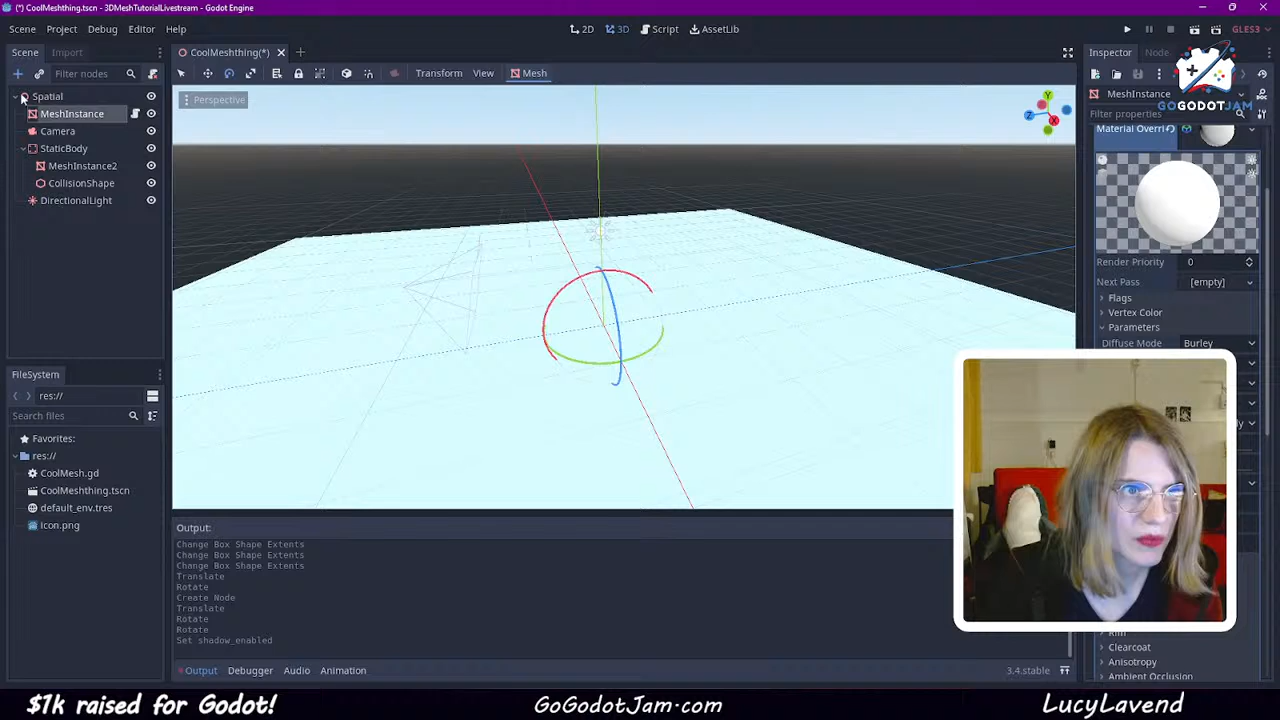 (*) CoolMeshthing.tscn - 3DMeshTutorialLivestream - Godot Engine
Scene Project Debug Editor Help
2D 3D Script AssetLib
GLES3
Scene Import
CoolMeshthing(*)
Inspector Node
Filter nodes
Transform View Mesh
Spatial
MeshInstance
Camera
StaticBody
MeshInstance2
CollisionShape
DirectionalLight
Perspective
Y
Z
X
MeshInstance
GOGODOTJAM
Filter properties
Material Overri
Render Priority 0
Next Pass [empty]
Flags
Vertex Color
Parameters
Diffuse Mode Burley
FileSystem
res://
Search files
Favorites:
res://
CoolMesh.gd
CoolMeshthing.tscn
default_env.tres
icon.png
Output:
Change Box Shape Extents
Change Box Shape Extents
Change Box Shape Extents
Translate
Rotate
Create Node
Translate
Rotate
Rotate
Set shadow_enabled
Clearcoat
Anisotropy
Ambient Occlusion
Output Debugger Audio Animation
3.4.stable
$1k raised for Godot! GoGodotJam.com LucyLavend